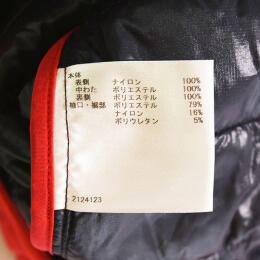 本体
表側 ナイロン 100%
中わた ポリエステル 100%
裏側 ポリエステル 100%
袖口・裾部 ポリエステル 79%
ナイロン 16%
ポリウレタン 5%
2124123